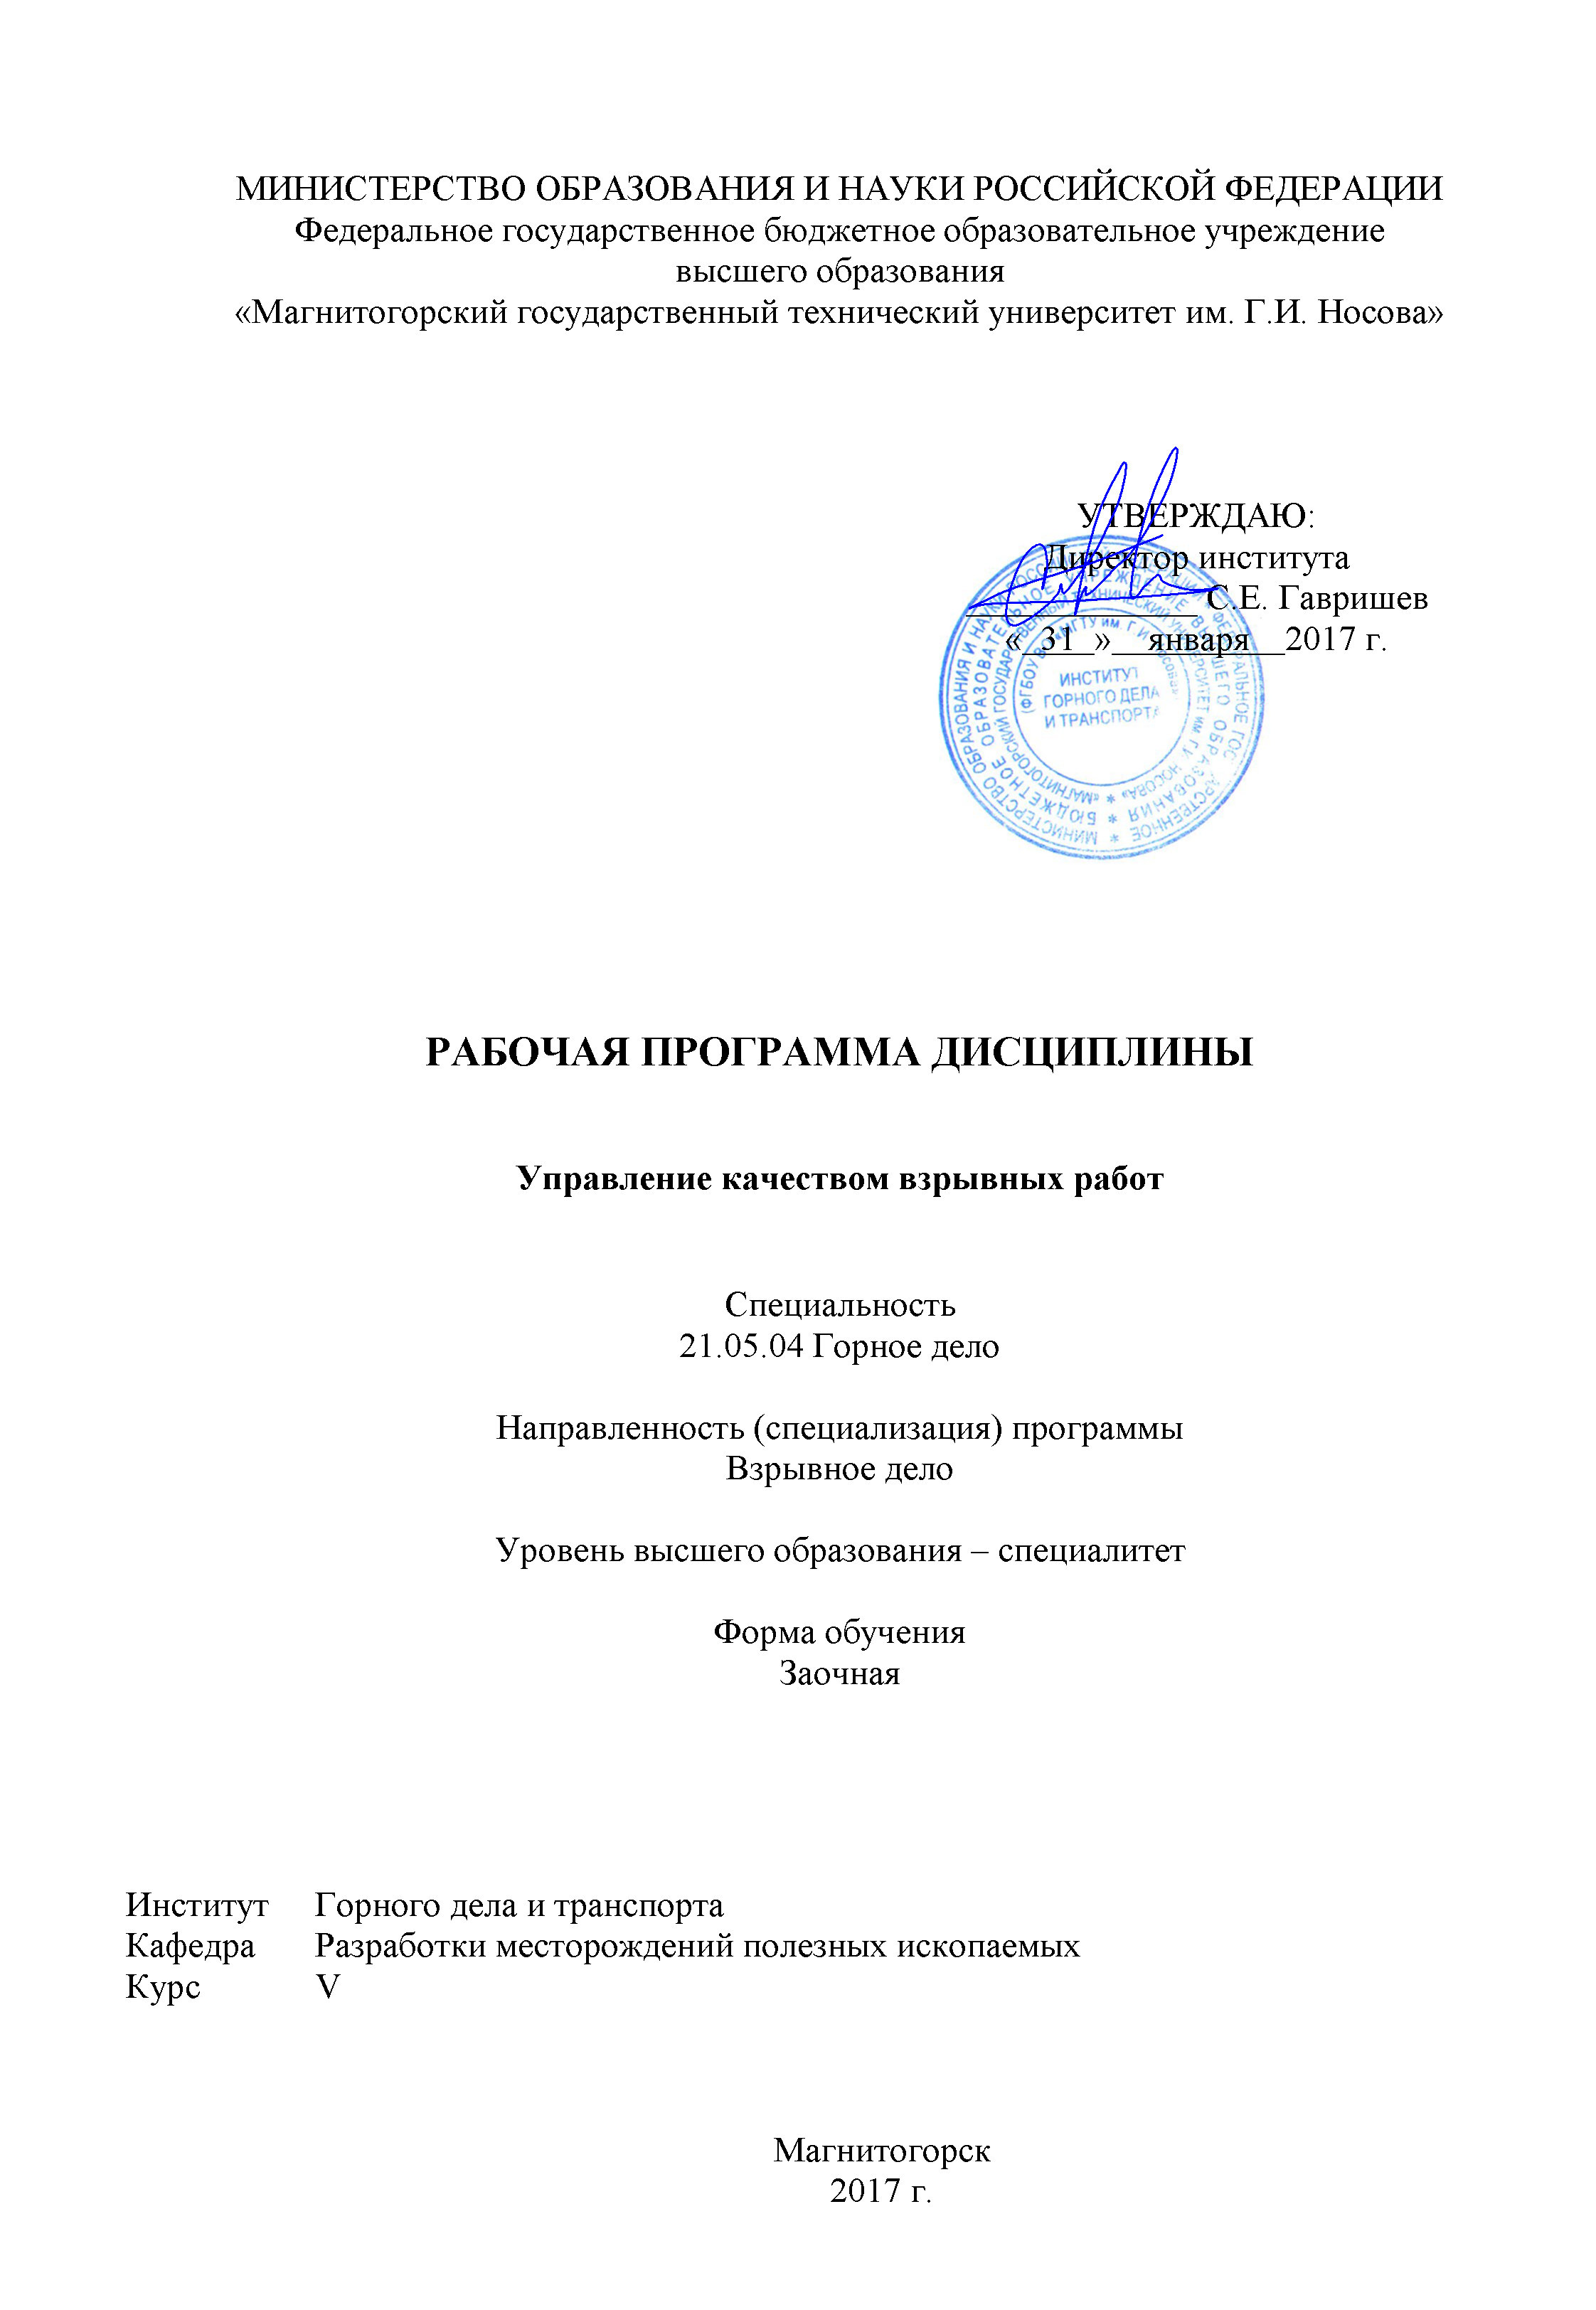 МИНИСТЕРСТВО ОБРАЗОВАНИЯ И НАУКИ РОССИЙСКОЙ ФЕДЕРАЦИИ
Федеральное государственное бюджетное образовательное учреждение
высшего образования
«Магнитогорский государственный технический университет им. Г.И. Носова»
УТВЕРЖДАЮ:
Директор института
С.Е. Гавришев
«_31_»__января__2017 г.
ИНСТИТУТ
ГОРНОГО ДЕЛА
И ТРАНСПОРТА
РАБОЧАЯ ПРОГРАММА ДИСЦИПЛИНЫ
Управление качеством взрывных работ
Специальность
21.05.04 Горное дело
Направленность (специализация) программы
Взрывное дело
Уровень высшего образования – специалитет
Форма обучения
Заочная
Институт Горного дела и транспорта
Кафедра Разработки месторождений полезных ископаемых
Курс V
Магнитогорск
2017 г.